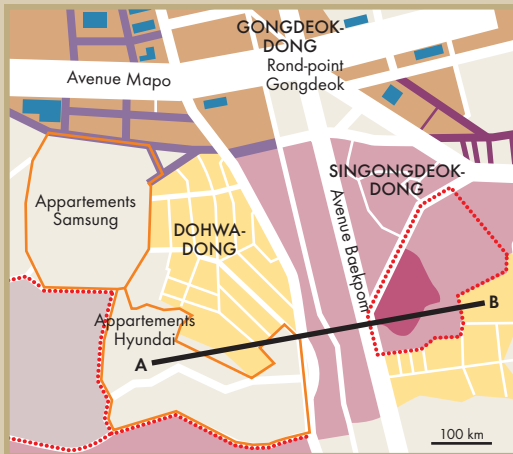 GONGDEOK-
DONG
Rond-point
Gongdeok
Avenue Mapo
SINGONGDEOK-
DONG
Appartements
Samsung
DOHWA-
DONG
Avenue Baekpom
Appartements
Hyundai
A
B
100 km